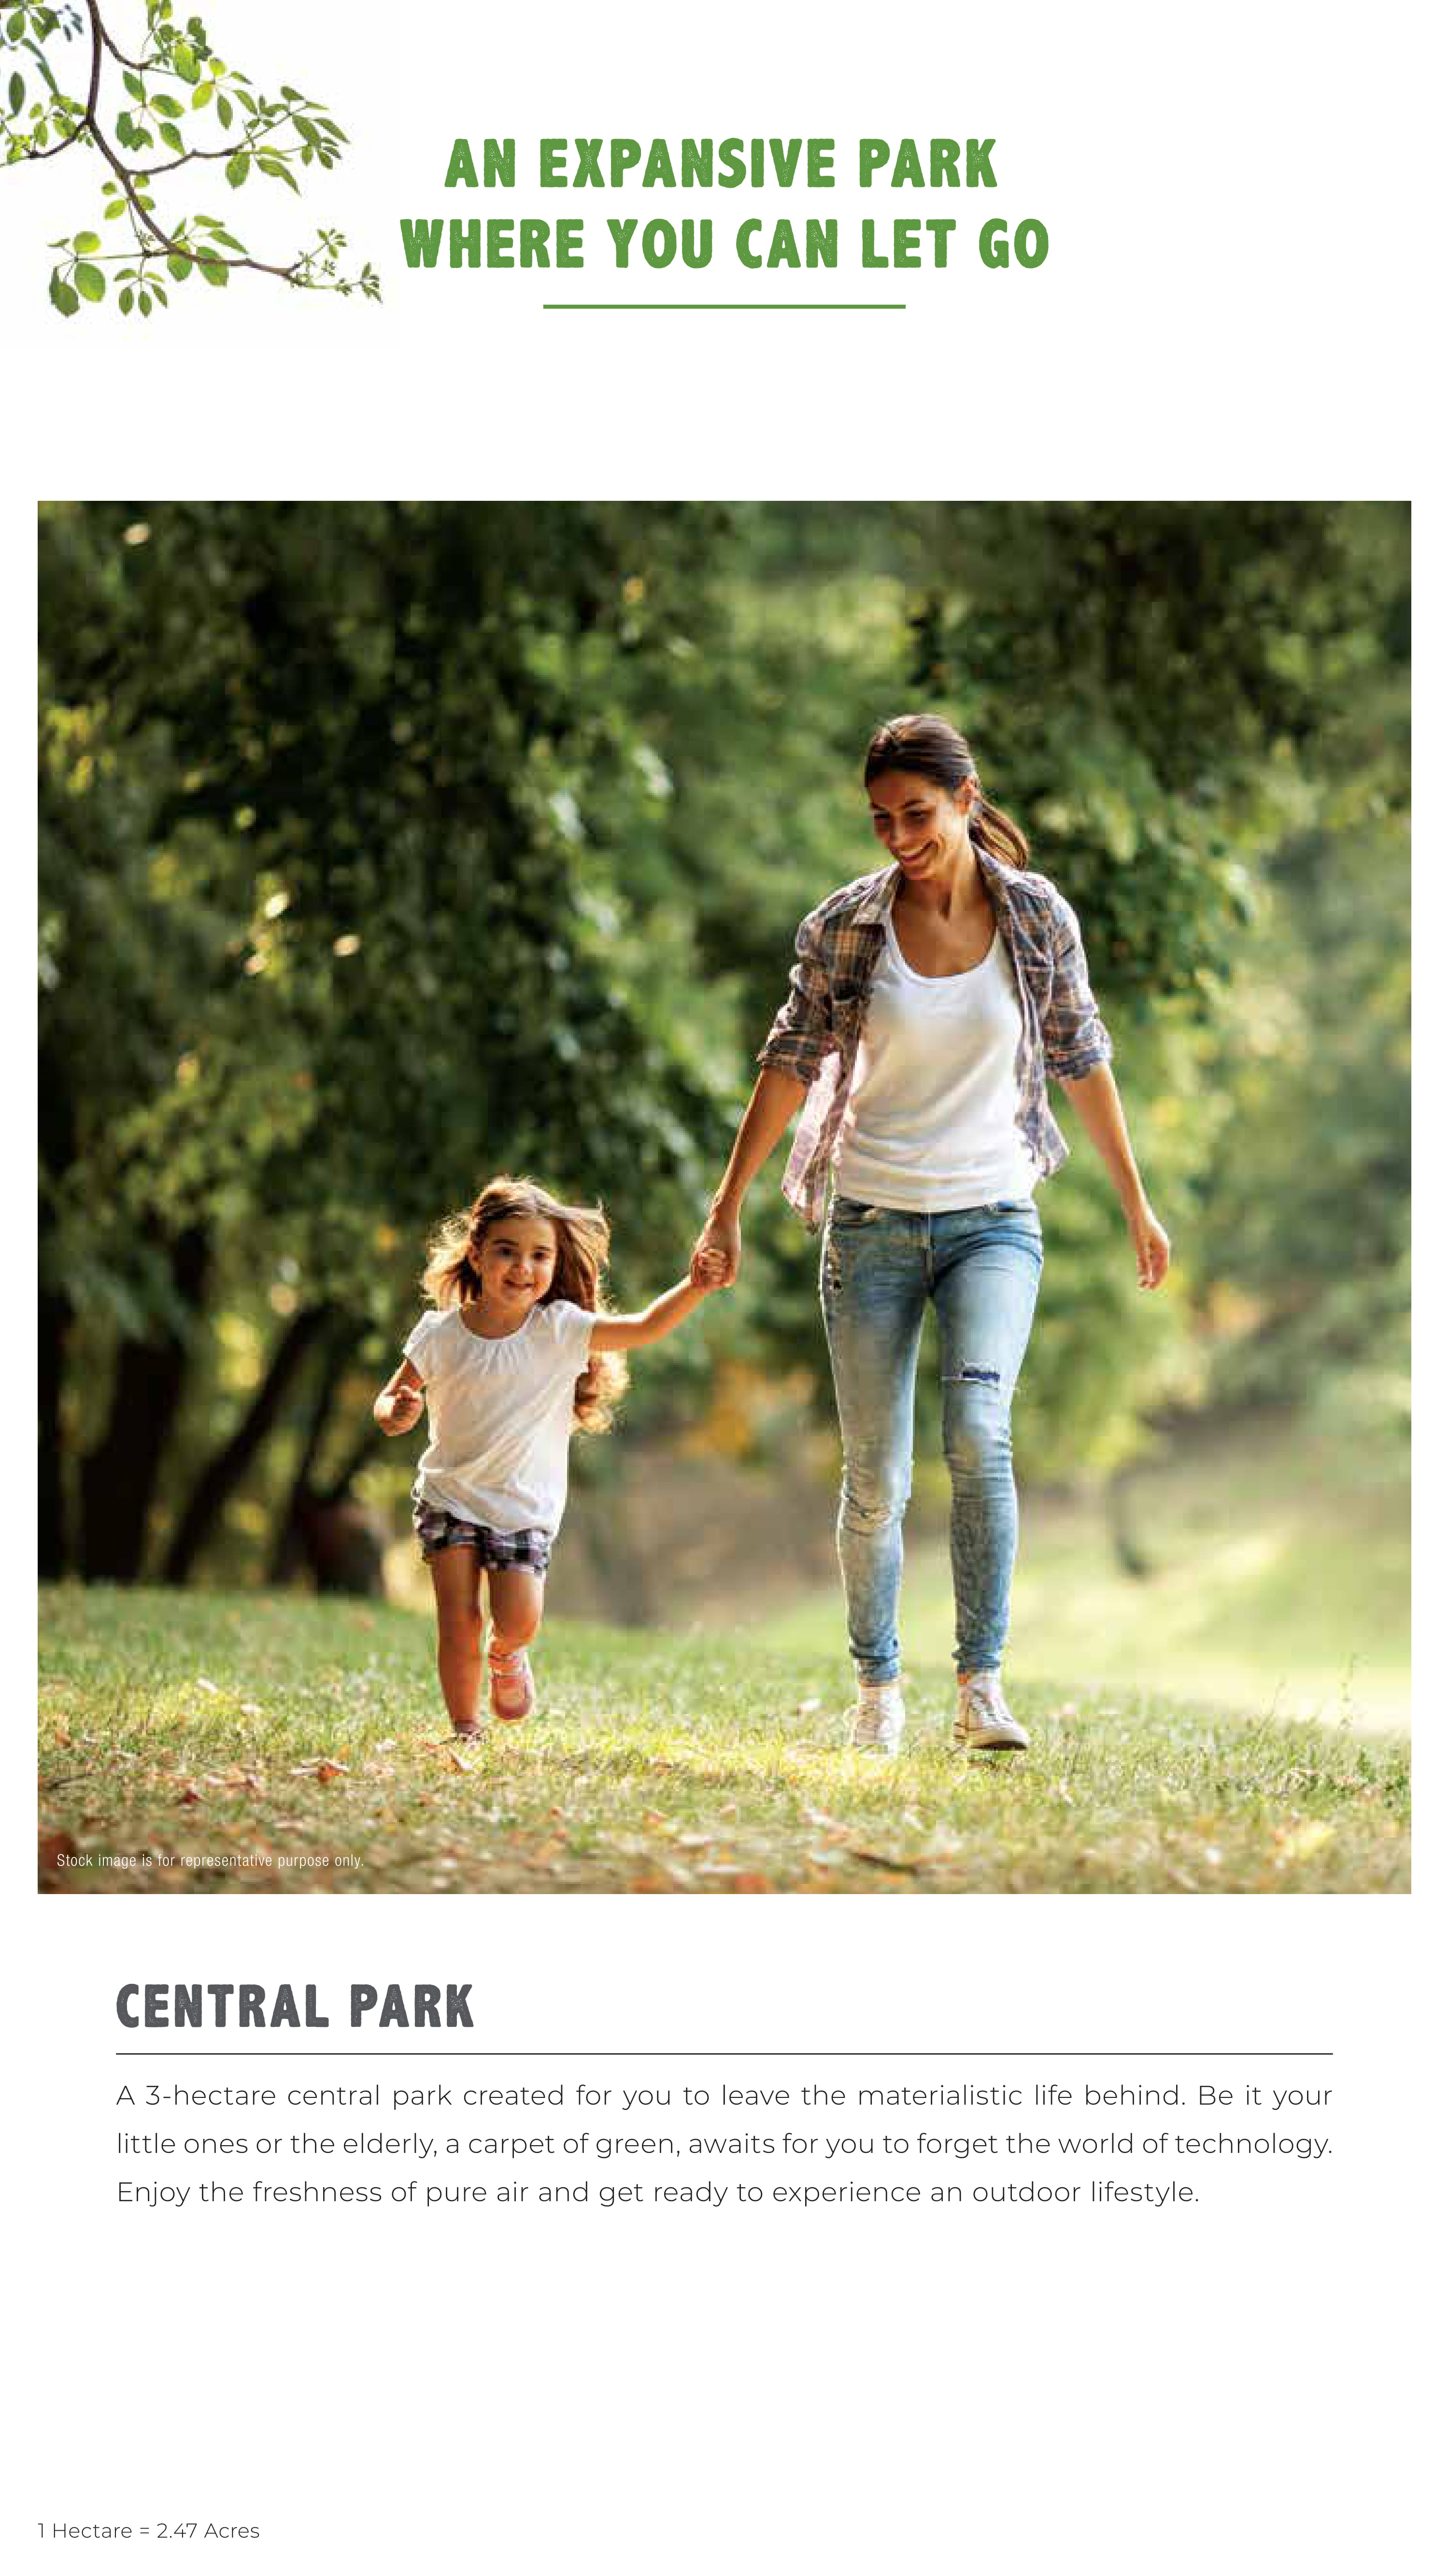 AN EXPANSIVE PARK
WHERE YOU CAN LET GO
Stock image is for representative purpose only.
CENTRAL PARK
A 3-hectare central park created for you to leave the materialistic life behind. Be it your
little ones or the elderly, a carpet of green, awaits for you to forget the world of technology.
Enjoy the freshness of pure air and get ready to experience an outdoor lifestyle.
1 Hectare = 2.47 Acres